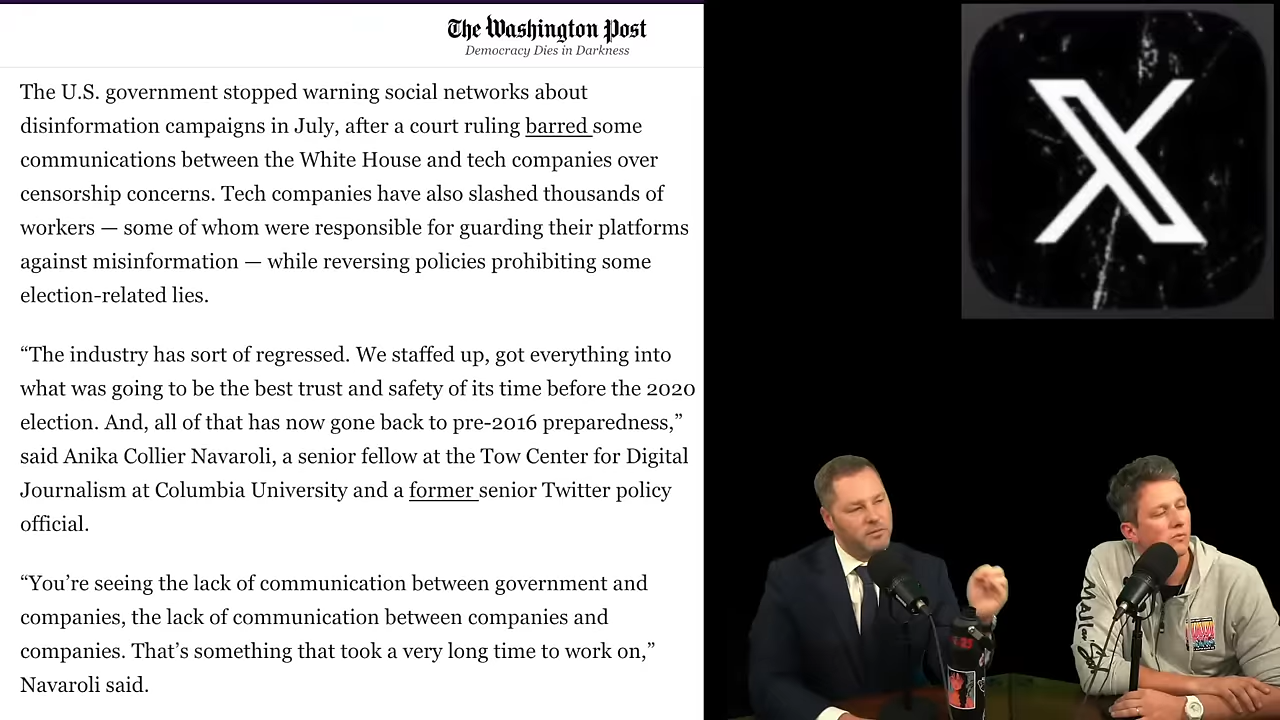 The Washington Post
Democracy Dies in Darkness
The U.S. government stopped warning social networks about
disinformation campaigns in July, after a court ruling barred some
communications between the White House and tech companies over
censorship concerns. Tech companies have also slashed thousands of
workers — some of whom were responsible for guarding their platforms
against misinformation — while reversing policies prohibiting some
election-related lies.
“The industry has sort of regressed. We staffed up, got everything into
what was going to be the best trust and safety of its time before the 2020
election. And, all of that has now gone back to pre-2016 preparedness,”
said Anika Collier Navaroli, a senior fellow at the Tow Center for Digital
Journalism at Columbia University and a former senior Twitter policy
official.
“You’re seeing the lack of communication between government and
companies, the lack of communication between companies and
companies. That’s something that took a very long time to work on,”
Navaroli said.
X